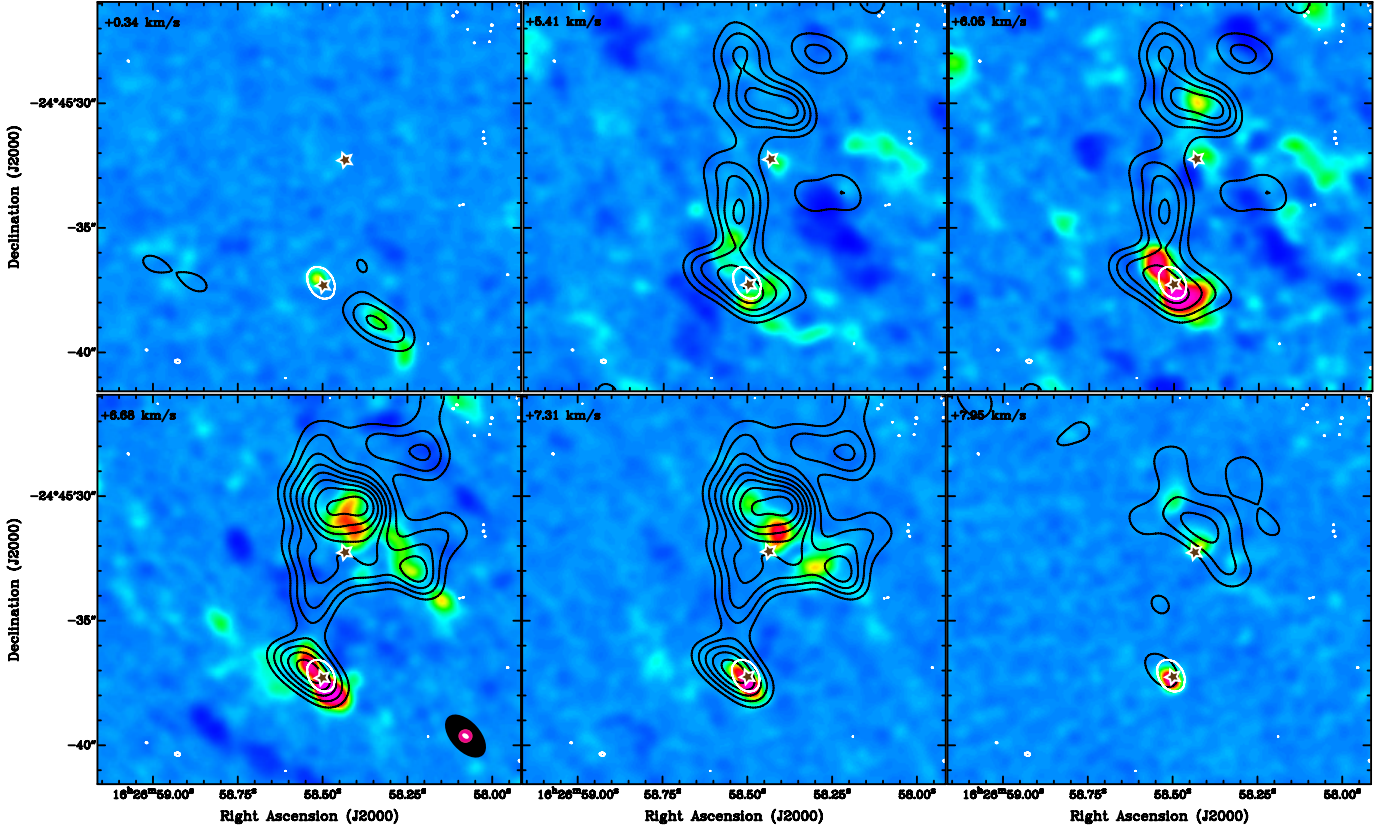 +0.34 km/s
+5.41 km/s
+6.05 km/s
Declination (J2000)
−24°45′30″
−35″
−40″
+6.68 km/s
+7.31 km/s
+7.95 km/s
Declination (J2000)
−24°45′30″
−35″
−40″
16ʰ26ᵐ59.00ˢ 58.75ˢ 58.50ˢ 58.25ˢ 58.00ˢ
16ʰ26ᵐ59.00ˢ 58.75ˢ 58.50ˢ 58.25ˢ 58.00ˢ
16ʰ26ᵐ59.00ˢ 58.75ˢ 58.50ˢ 58.25ˢ 58.00ˢ
Right Ascension (J2000)
Right Ascension (J2000)
Right Ascension (J2000)